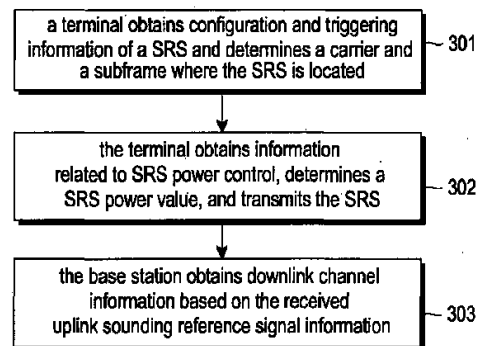 a terminal obtains configuration and triggering
information of a SRS and determines a carrier and
a subframe where the SRS is located
301
the terminal obtains information
related to SRS power control, determines a
SRS power value, and transmits the SRS
302
the base station obtains downlink channel
information based on the received
uplink sounding reference signal information
303